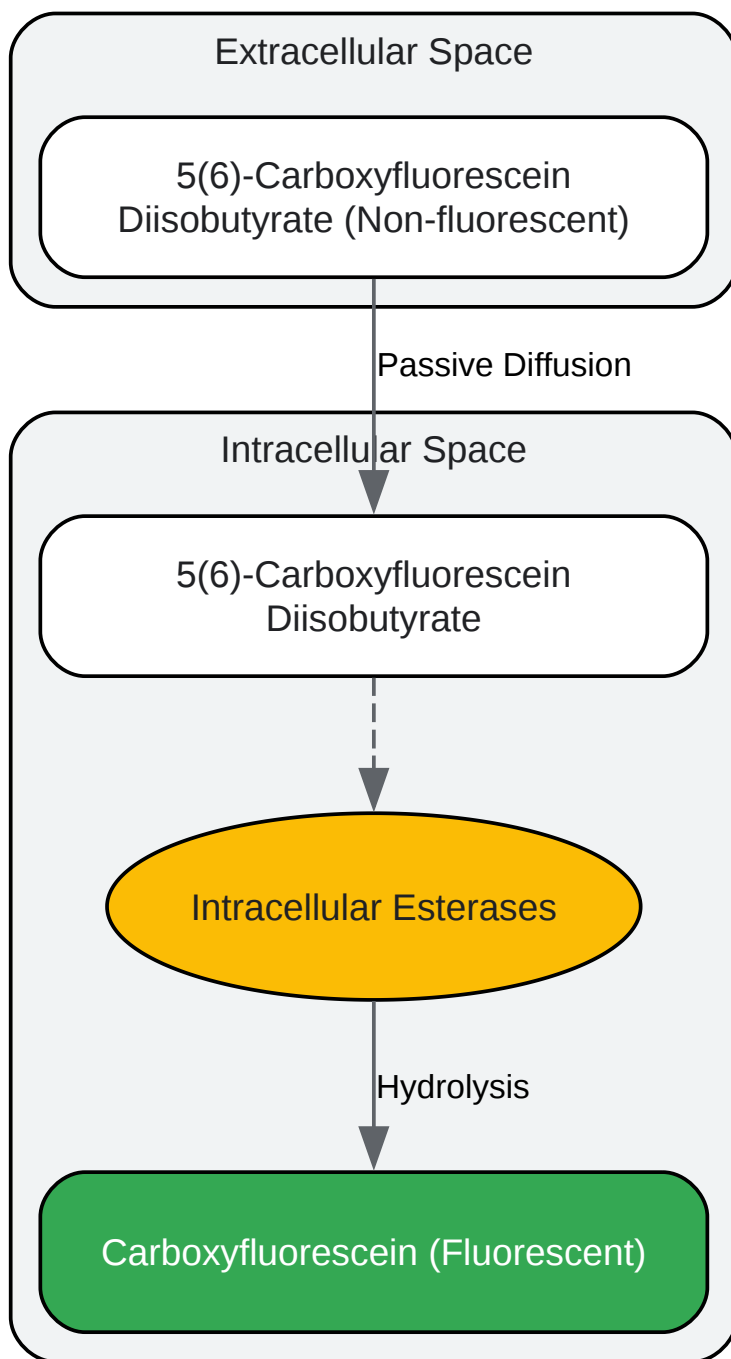 Extracellular Space
5(6)-Carboxyfluorescein
Diisobutyrate (Non-fluorescent)
Passive Diffusion
Intracellular Space
5(6)-Carboxyfluorescein
Diisobutyrate
Intracellular Esterases
Hydrolysis
Carboxyfluorescein (Fluorescent)